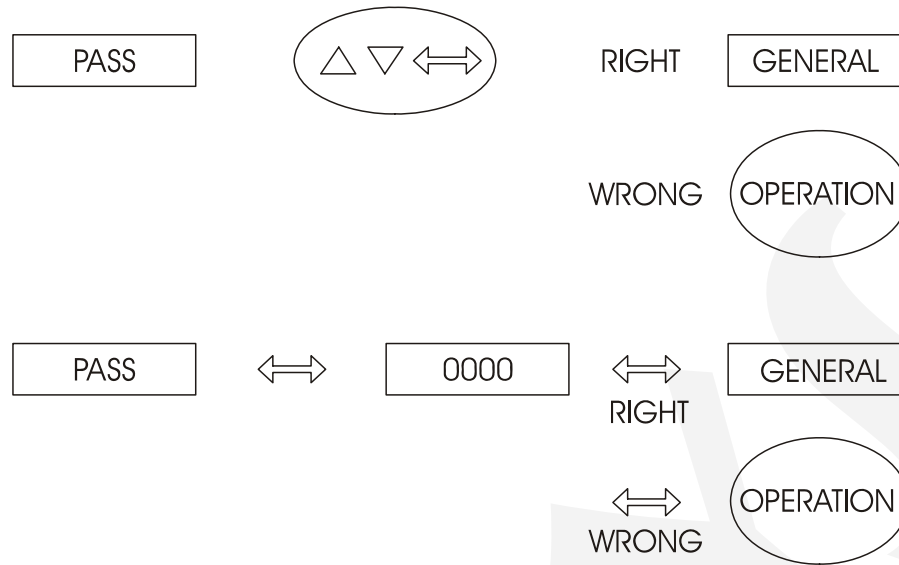 PASS RIGHT GENERAL
WRONG OPERATION
PASS 0000 GENERAL
RIGHT
OPERATION
WRONG